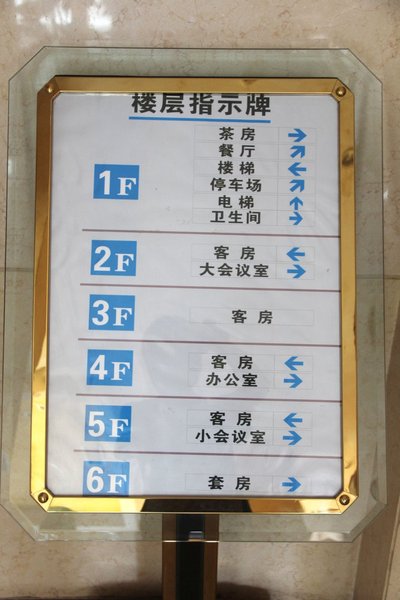 楼层指示牌
1F
茶房 →
餐厅 ↗
楼梯 ←
停车场 ↗
电梯 ↑
卫生间 →
2F
客房 ←
大会议室 →
3F
客房
4F
客房 ←
办公室 →
5F
客房 ←
小会议室 →
6F
套房 →